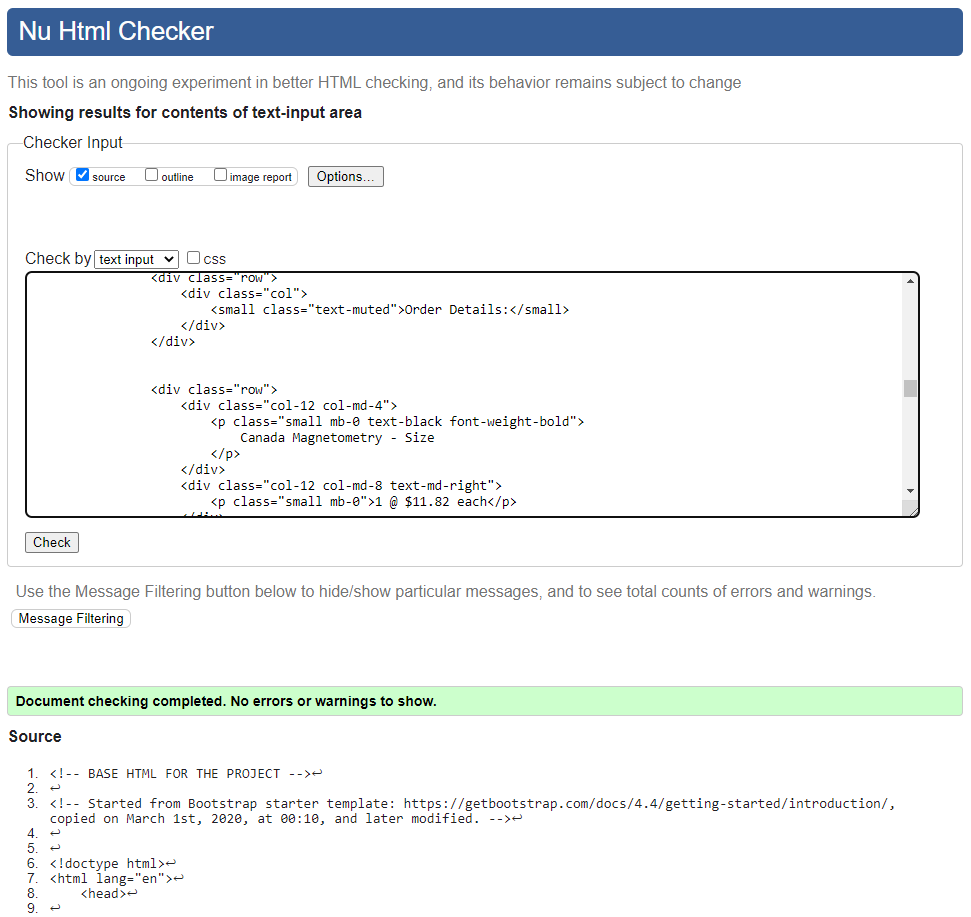 Nu Html Checker
This tool is an ongoing experiment in better HTML checking, and its behavior remains subject to change
Showing results for contents of text-input area
Checker Input
Show source outline image report Options...
Check by text input css
<div class="row">
<div class="col">
<small class="text-muted">Order Details:</small>
</div>
</div>
<div class="row">
<div class="col-12 col-md-4">
<p class="small mb-0 text-black font-weight-bold">
Canada Magnetometry - Size
</p>
</div>
<div class="col-12 col-md-8 text-md-right">
<p class="small mb-0">1 @ $11.82 each</p>
</div>
Check
Use the Message Filtering button below to hide/show particular messages, and to see total counts of errors and warnings.
Message Filtering
Document checking completed. No errors or warnings to show.
Source
1. <!-- BASE HTML FOR THE PROJECT -->↩
2. ↩
3. <!-- Started from Bootstrap starter template: https://getbootstrap.com/docs/4.4/getting-started/introduction/,
copied on March 1st, 2020, at 00:10, and later modified. -->↩
4. ↩
5. ↩
6. <!doctype html>↩
7. <html lang="en">↩
8. <head>↩
9. ↩